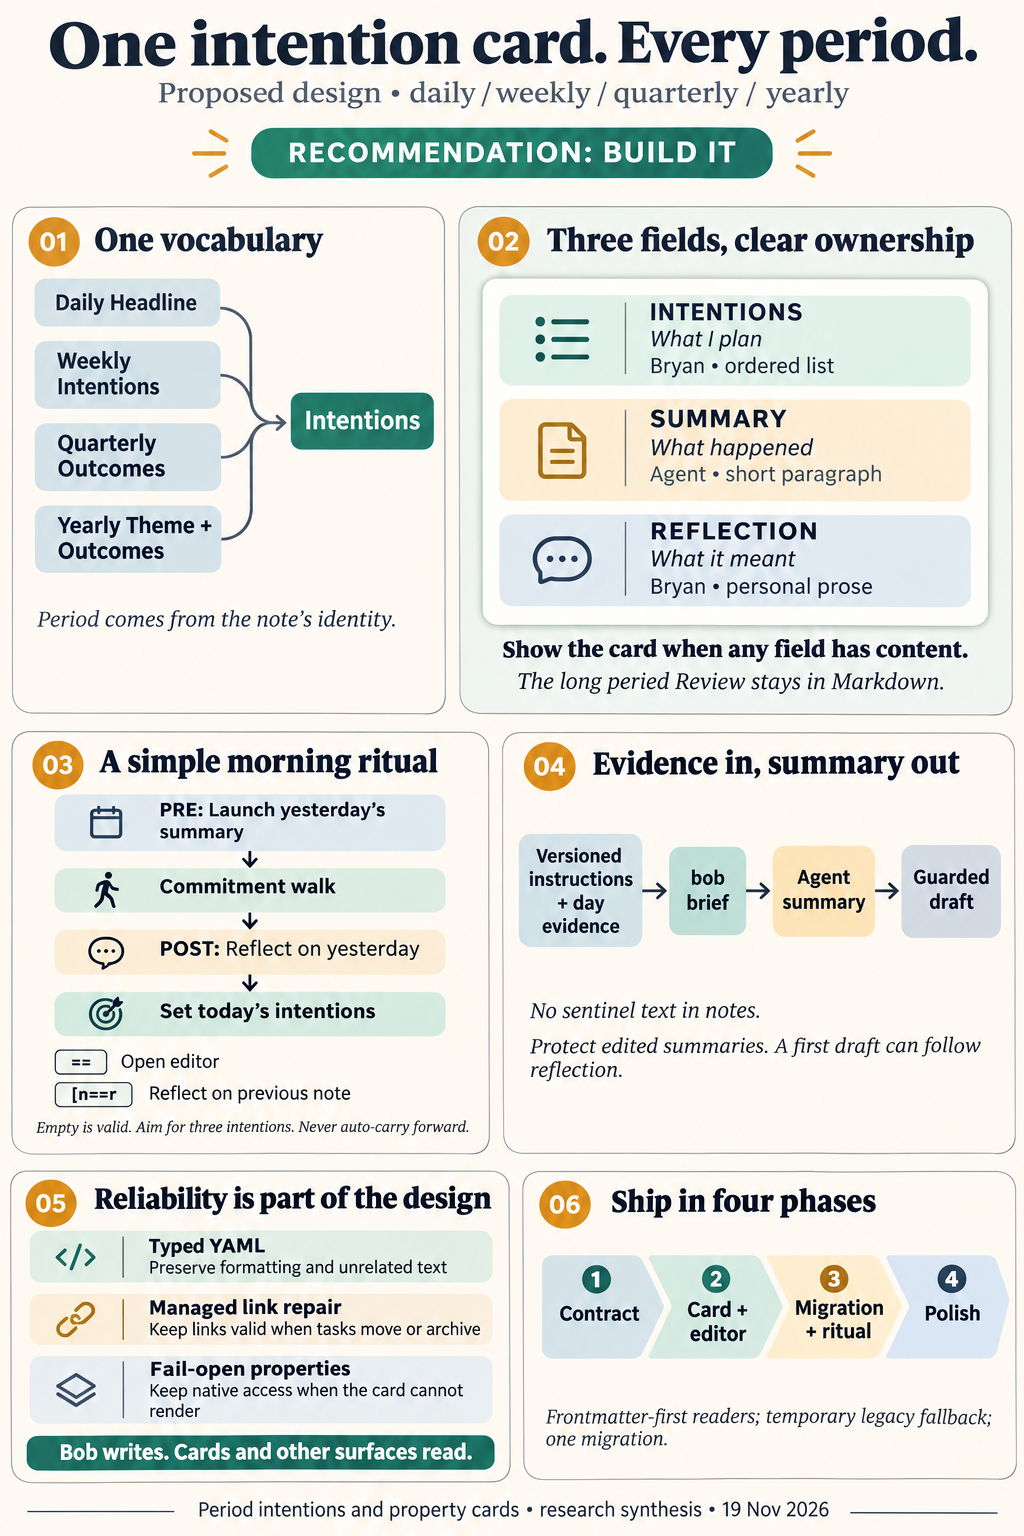 One intention card. Every period.
Proposed design • daily / weekly / quarterly / yearly
RECOMMENDATION: BUILD IT
01 One vocabulary
Daily Headline
Weekly
Intentions
Quarterly
Outcomes
Yearly Theme +
Outcomes
Intentions
Period comes from the note's identity.
02 Three fields, clear ownership
INTENTIONS
What I plan
Bryan • ordered list
SUMMARY
What happened
Agent • short paragraph
REFLECTION
What it meant
Bryan • personal prose
Show the card when any field has content.
The long peried Review stays in Markdown.
03 A simple morning ritual
PRE: Launch yesterday's
summary
Commitment walk
POST: Reflect on yesterday
Set today's intentions
== Open editor
[n==r Reflect on previous note
Empty is valid. Aim for three intentions. Never auto-carry forward.
04 Evidence in, summary out
Versioned
instructions
+ day
evidence
bob
brief
Agent
summary
Guarded
draft
No sentinel text in notes.
Protect edited summaries. A first draft can follow
reflection.
05 Reliability is part of the design
</> Typed YAML
Preserve formatting and unrelated text
Managed link repair
Keep links valid when tasks move or archive
Fail-open properties
Keep native access when the card cannot
render
Bob writes. Cards and other surfaces read.
06 Ship in four phases
1
Contract
2
Card +
editor
3
Migration
+ ritual
4
Polish
Frontmatter-first readers; temporary legacy fallback;
one migration.
Period intentions and property cards • research synthesis • 19 Nov 2026